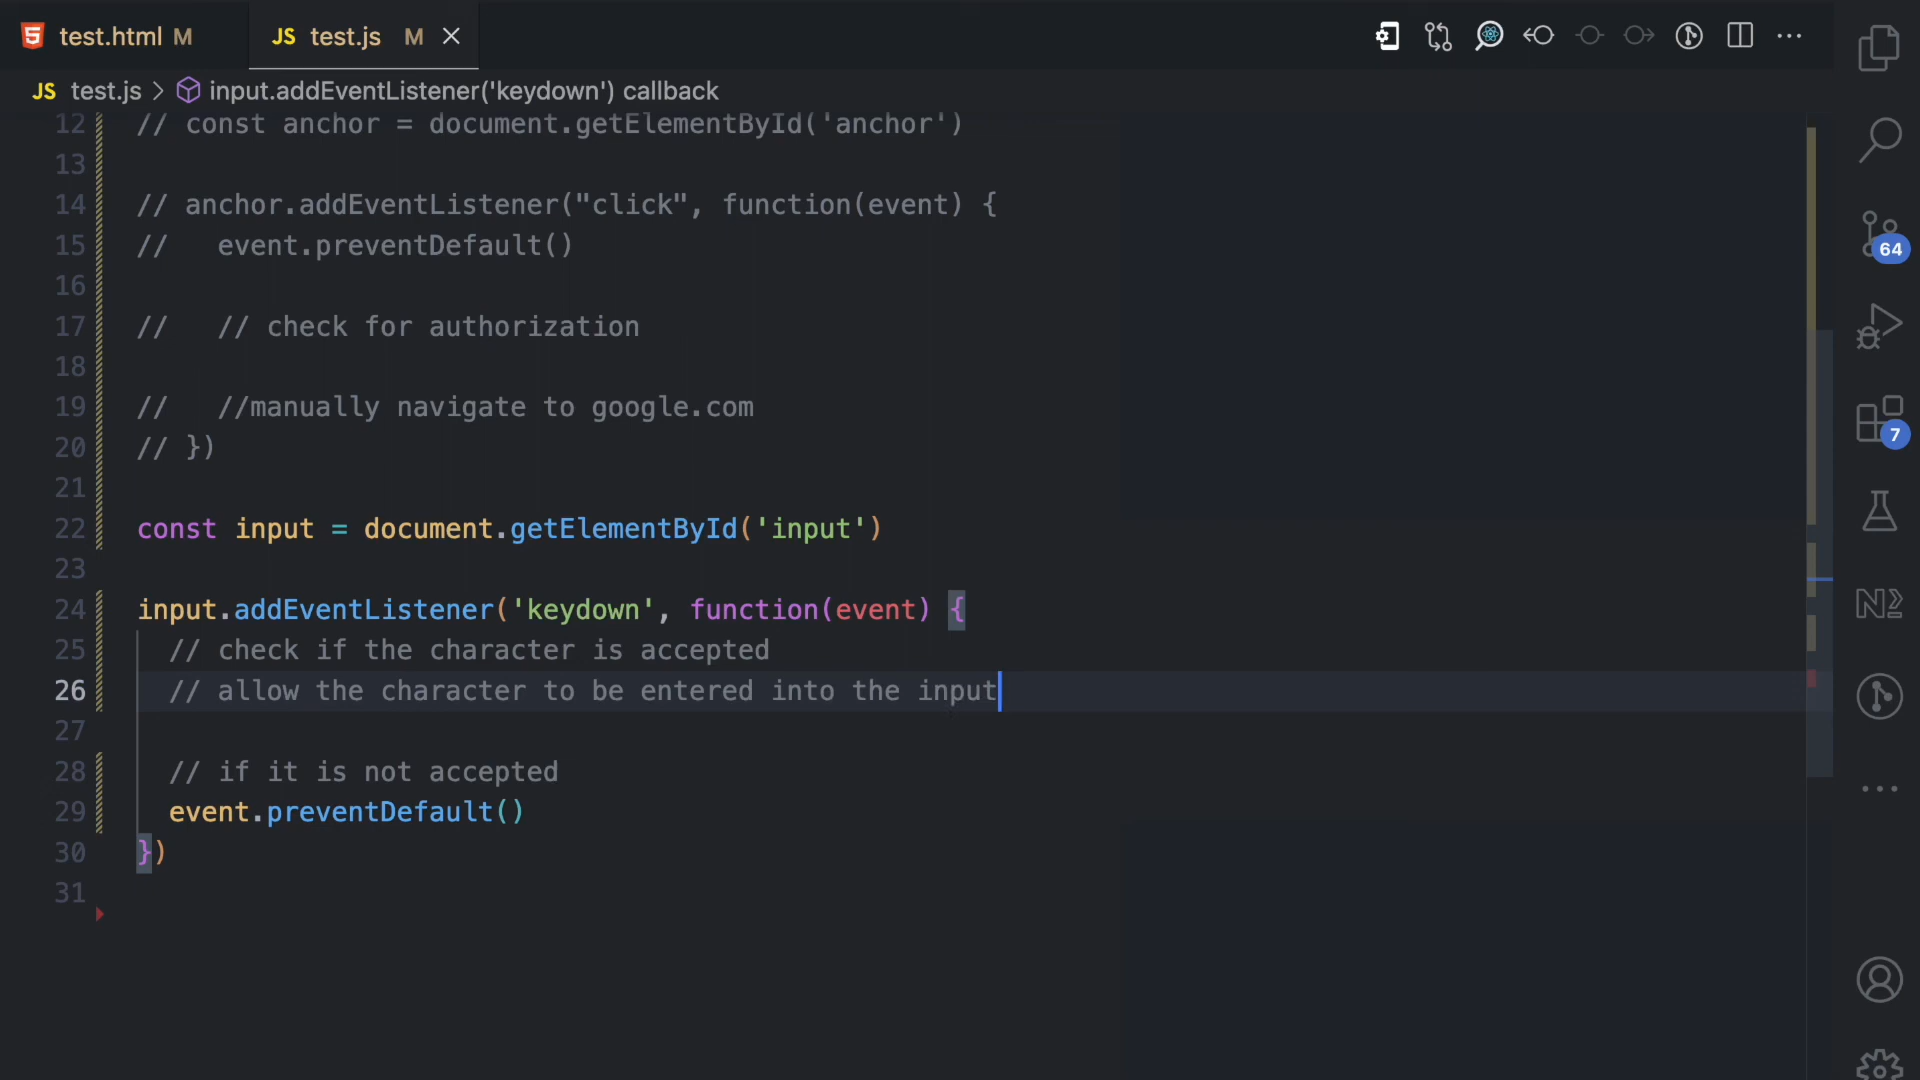 test.html M
JS test.js M
JS test.js > input.addEventListener('keydown') callback
12 // const anchor = document.getElementById('anchor')
13
14 // anchor.addEventListener("click", function(event) {
15 //   event.preventDefault()
16
17 //   // check for authorization
18
19 //   //manually navigate to google.com
20 // })
21
22 const input = document.getElementById('input')
23
24 input.addEventListener('keydown', function(event) {
25   // check if the character is accepted
26   // allow the character to be entered into the input
27
28   // if it is not accepted
29   event.preventDefault()
30 })
31
64
7